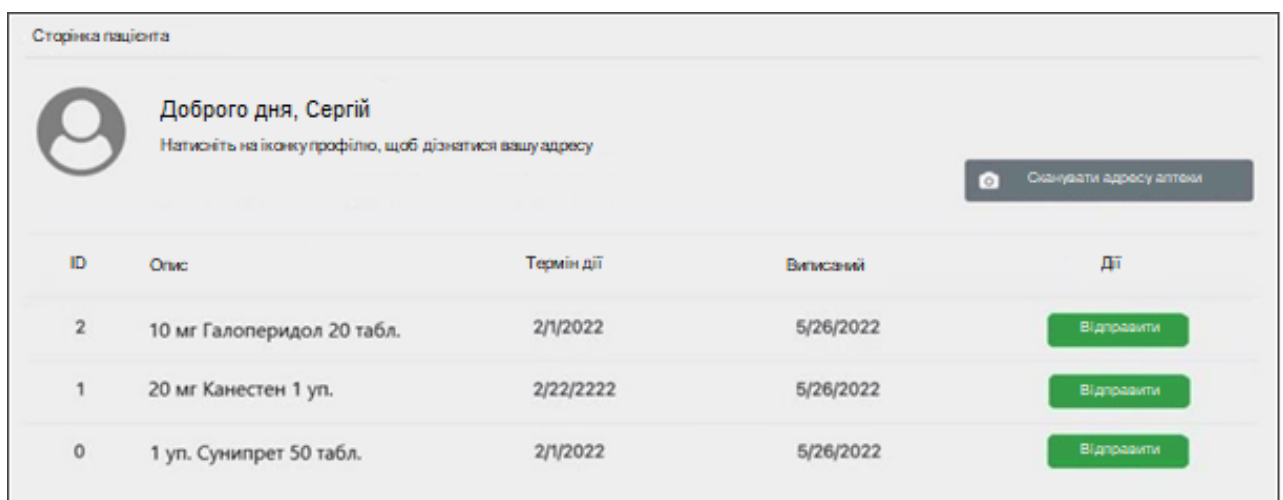 Сторінка пацієнта
Доброго дня, Сергій
Натисніть на іконку профілю, щоб дізнатися вашу адресу
Сканувати адресу аптеки
ID Опис Термін дії Виписаний Дії
2 10 мг Галоперидол 20 табл. 2/1/2022 5/26/2022 Відправити
1 20 мг Канестен 1 уп. 2/22/2222 5/26/2022 Відправити
0 1 уп. Сунипрет 50 табл. 2/1/2022 5/26/2022 Відправити